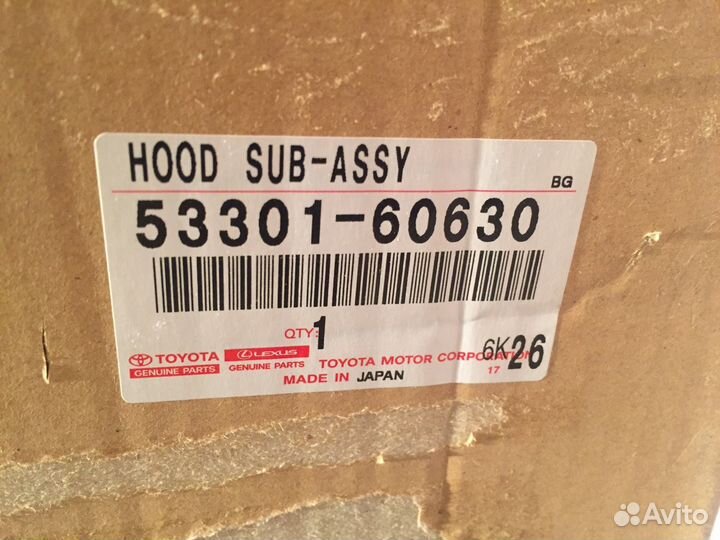 HOOD SUB-ASSY
BG
53301-60630
QTY: 1
6K 26
TOYOTA LEXUS TOYOTA MOTOR CORPORATION
GENUINE PARTS GENUINE PARTS 17
MADE IN JAPAN
Avito